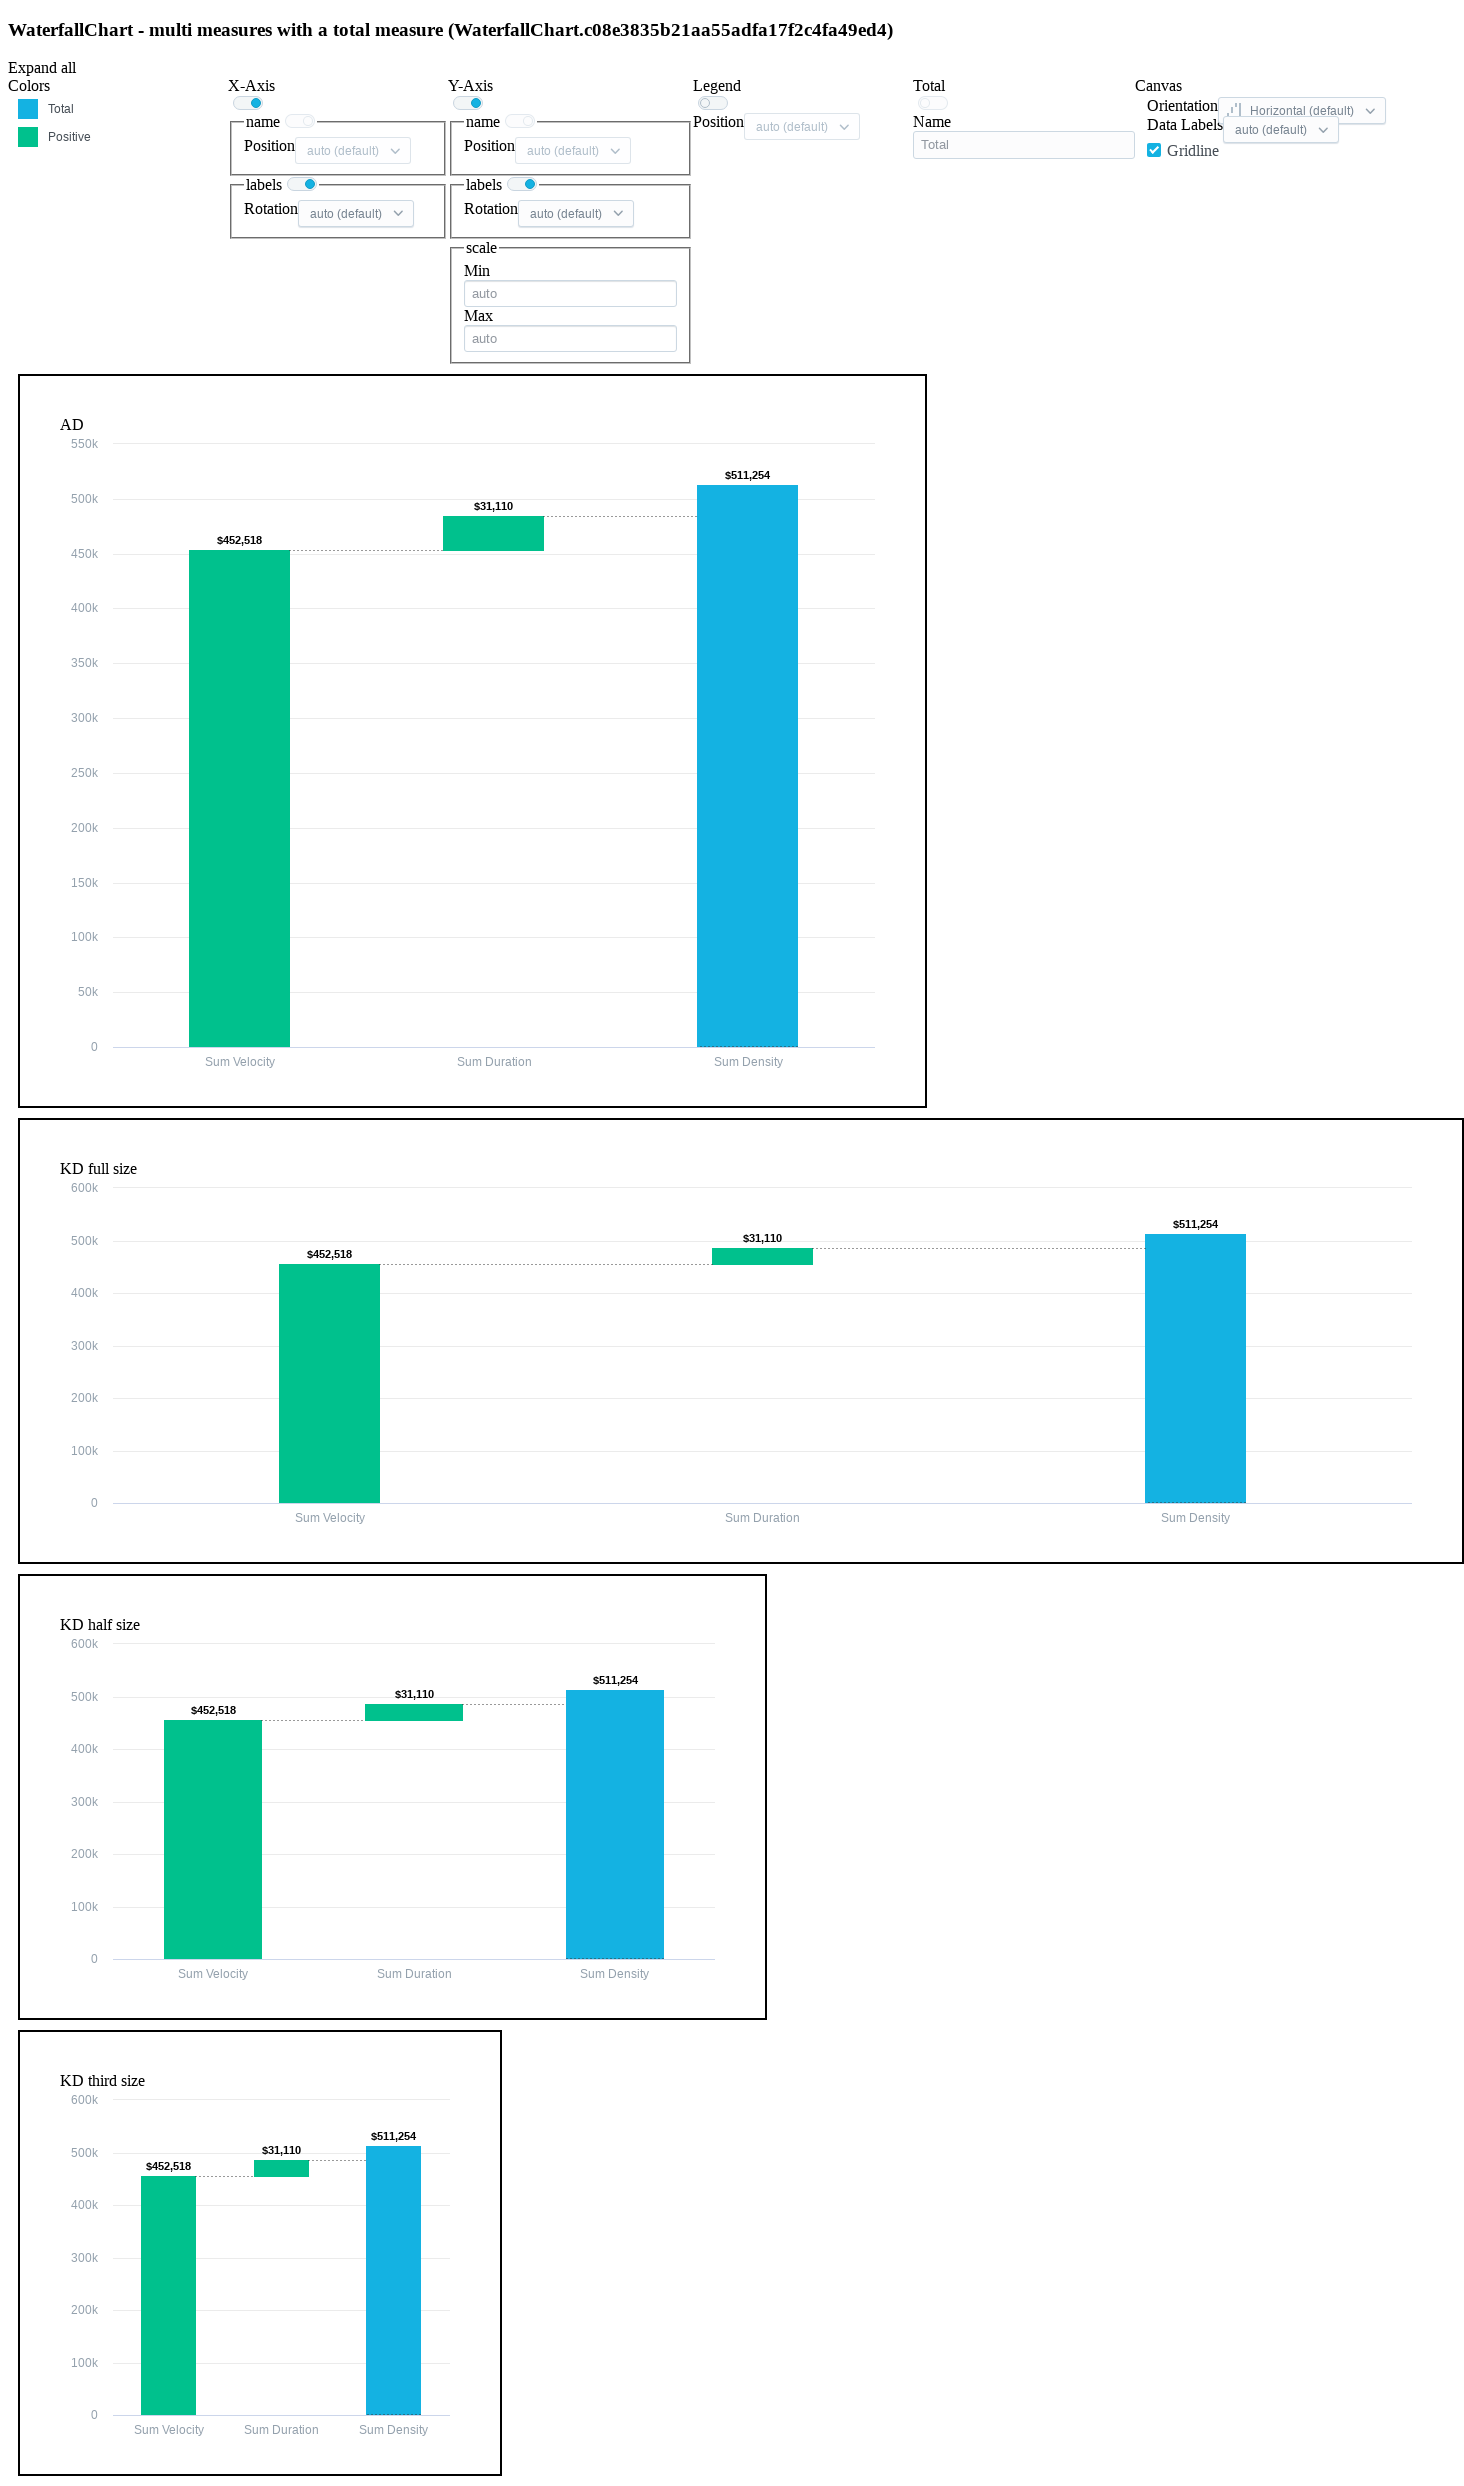 WaterfallChart - multi measures with a total measure (WaterfallChart.c08e3835b21aa55adfa17f2c4fa49ed4)
Expand all
Colors
Total
Positive
X-Axis
name
Position auto (default)
labels
Rotation auto (default)
Y-Axis
name
Position auto (default)
labels
Rotation auto (default)
scale
Min
auto
Max
auto
Legend
Position auto (default)
Total
Name
Total
Canvas
Orientation Horizontal (default)
Data Labels auto (default)
Gridline
AD
550k
500k
450k
400k
350k
300k
250k
200k
150k
100k
50k
0
$452,518
$31,110
$511,254
Sum Velocity
Sum Duration
Sum Density
KD full size
600k
500k
400k
300k
200k
100k
0
$452,518
$31,110
$511,254
Sum Velocity
Sum Duration
Sum Density
KD half size
600k
500k
400k
300k
200k
100k
0
$452,518
$31,110
$511,254
Sum Velocity
Sum Duration
Sum Density
KD third size
600k
500k
400k
300k
200k
100k
0
$452,518
$31,110
$511,254
Sum Velocity
Sum Duration
Sum Density